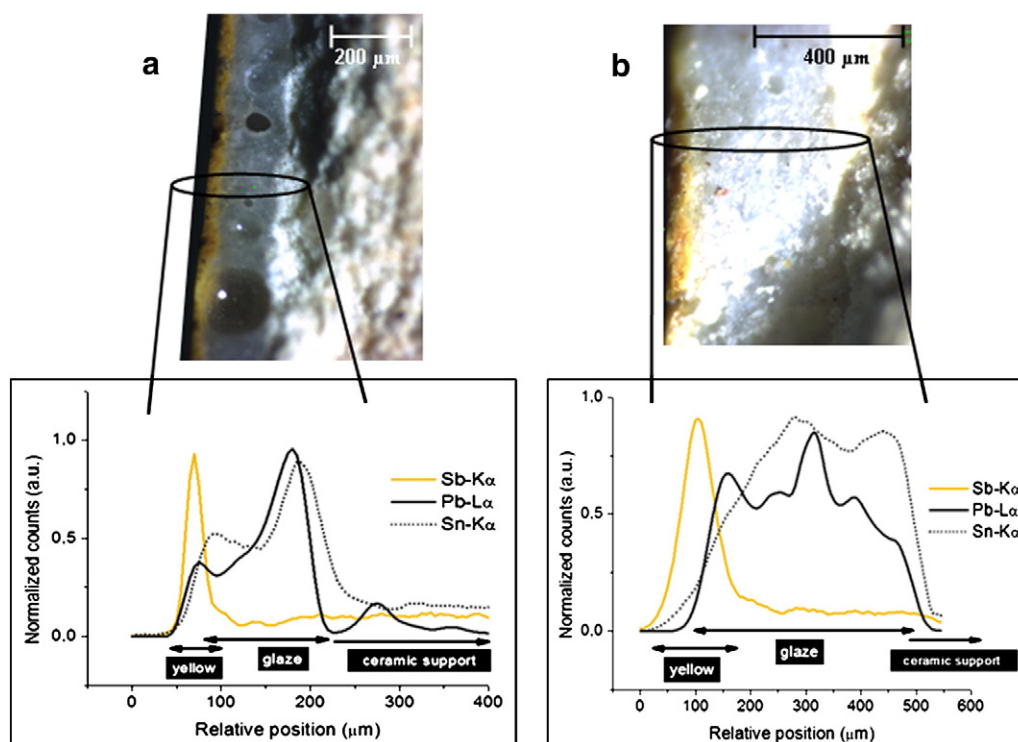 a
200 µm
b
400 µm
Normalized counts (a.u.)
1.0
0.5
0.0
Sb-Kα
Pb-Lα
Sn-Kα
yellow
glaze
ceramic support
0 100 200 300 400
Relative position (µm)
Normalized counts (a.u.)
1.0
0.5
0.0
Sb-Kα
Pb-Lα
Sn-Kα
yellow
glaze
ceramic support
0 100 200 300 400 500 600
Relative position (µm)